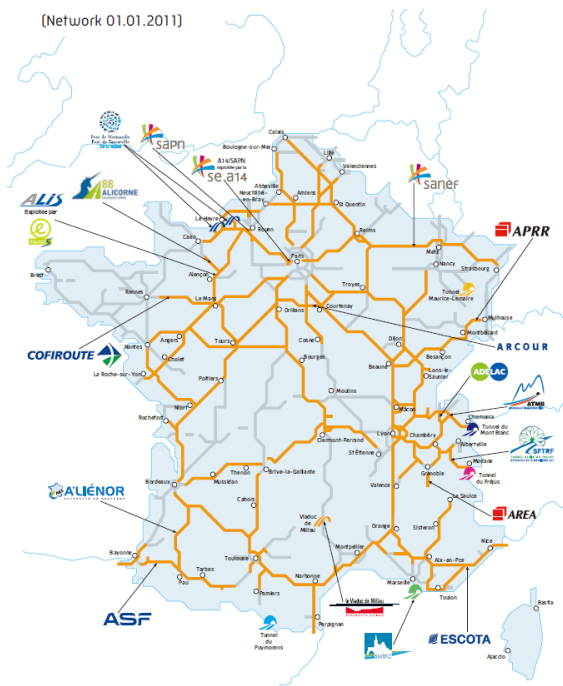 (Network 01.01.2011)
Calais
Boulogne-sur-Mer
Lille
Valenciennes
sapn
A14/SAPN
exploitée par la
se a14
Abbeville
Neufchâtel-
en-Bray
Amiens
sanef
St Quentin
88
ALICORNE
ALIS
Exploitée par
Le Havre
Rouen
Reims
APRR
Caen
Metz
Paris
Nancy
Strasbourg
Brest
Alençon
Troyes
Tunnel
Maurice-Lemaire
Rennes
Le Mans
Orléans
Courtenay
Mulhouse
Montbéliard
ARCOUR
COFIROUTE
Angers
Tours
Cosne
Dijon
Besançon
Nantes
Cholet
Bourges
Beaune
Lons-le-
Saunier
ADELAC
La Roche-sur-Yon
Poitiers
Moulins
ATMB
Niort
Mâcon
Rochefort
Chamonix
Tunnel du
Mont Blanc
Clermont-Ferrand
Lyon
Chambéry
Albertville
SFTRF
St Étienne
Modane
Thenon
Brive-la-Gaillarde
Grenoble
Tunnel
du Fréjus
Bordeaux
Mussidan
Valence
A'LIÉNOR
Cahors
La Saulce
AREA
Viaduc
de
Millau
Orange
Sisteron
Bayonne
Toulouse
Montpellier
Nice
Aix-en-Pce
Tarbes
Pau
Narbonne
Marseille
Pamiers
Toulon
ASF
le Viaduc de Millau
Bastia
Perpignan
ESCOTA
Tunnel
du
Puymorens
SMTPC
Ajaccio